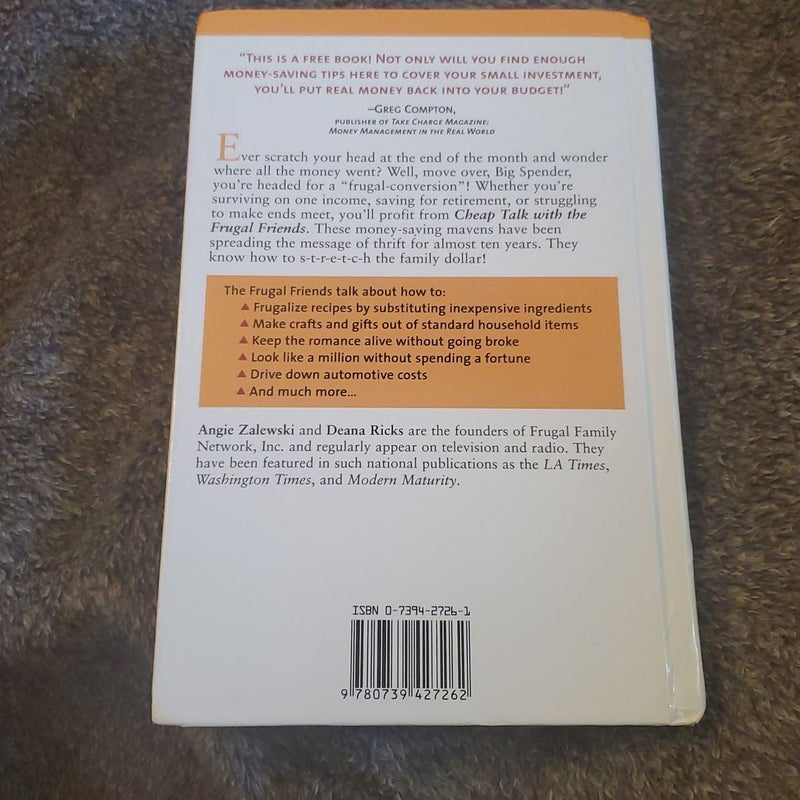 “THIS IS A FREE BOOK! NOT ONLY WILL YOU FIND ENOUGH
MONEY-SAVING TIPS HERE TO COVER YOUR SMALL INVESTMENT,
YOU’LL PUT REAL MONEY BACK INTO YOUR BUDGET!”
–GREG COMPTON,
PUBLISHER OF TAKE CHARGE MAGAZINE:
MONEY MANAGEMENT IN THE REAL WORLD
Ever scratch your head at the end of the month and wonder
where all the money went? Well, move over, Big Spender,
you’re headed for a “frugal-conversion”! Whether you’re
surviving on one income, saving for retirement, or struggling
to make ends meet, you’ll profit from Cheap Talk with the
Frugal Friends. These money-saving mavens have been
spreading the message of thrift for almost ten years. They
know how to s-t-r-e-t-c-h the family dollar!
The Frugal Friends talk about how to:
▲ Frugalize recipes by substituting inexpensive ingredients
▲ Make crafts and gifts out of standard household items
▲ Keep the romance alive without going broke
▲ Look like a million without spending a fortune
▲ Drive down automotive costs
▲ And much more...
Angie Zalewski and Deana Ricks are the founders of Frugal Family
Network, Inc. and regularly appear on television and radio. They
have been featured in such national publications as the LA Times,
Washington Times, and Modern Maturity.
ISBN 0-7394-2726-1
9 780739 427262